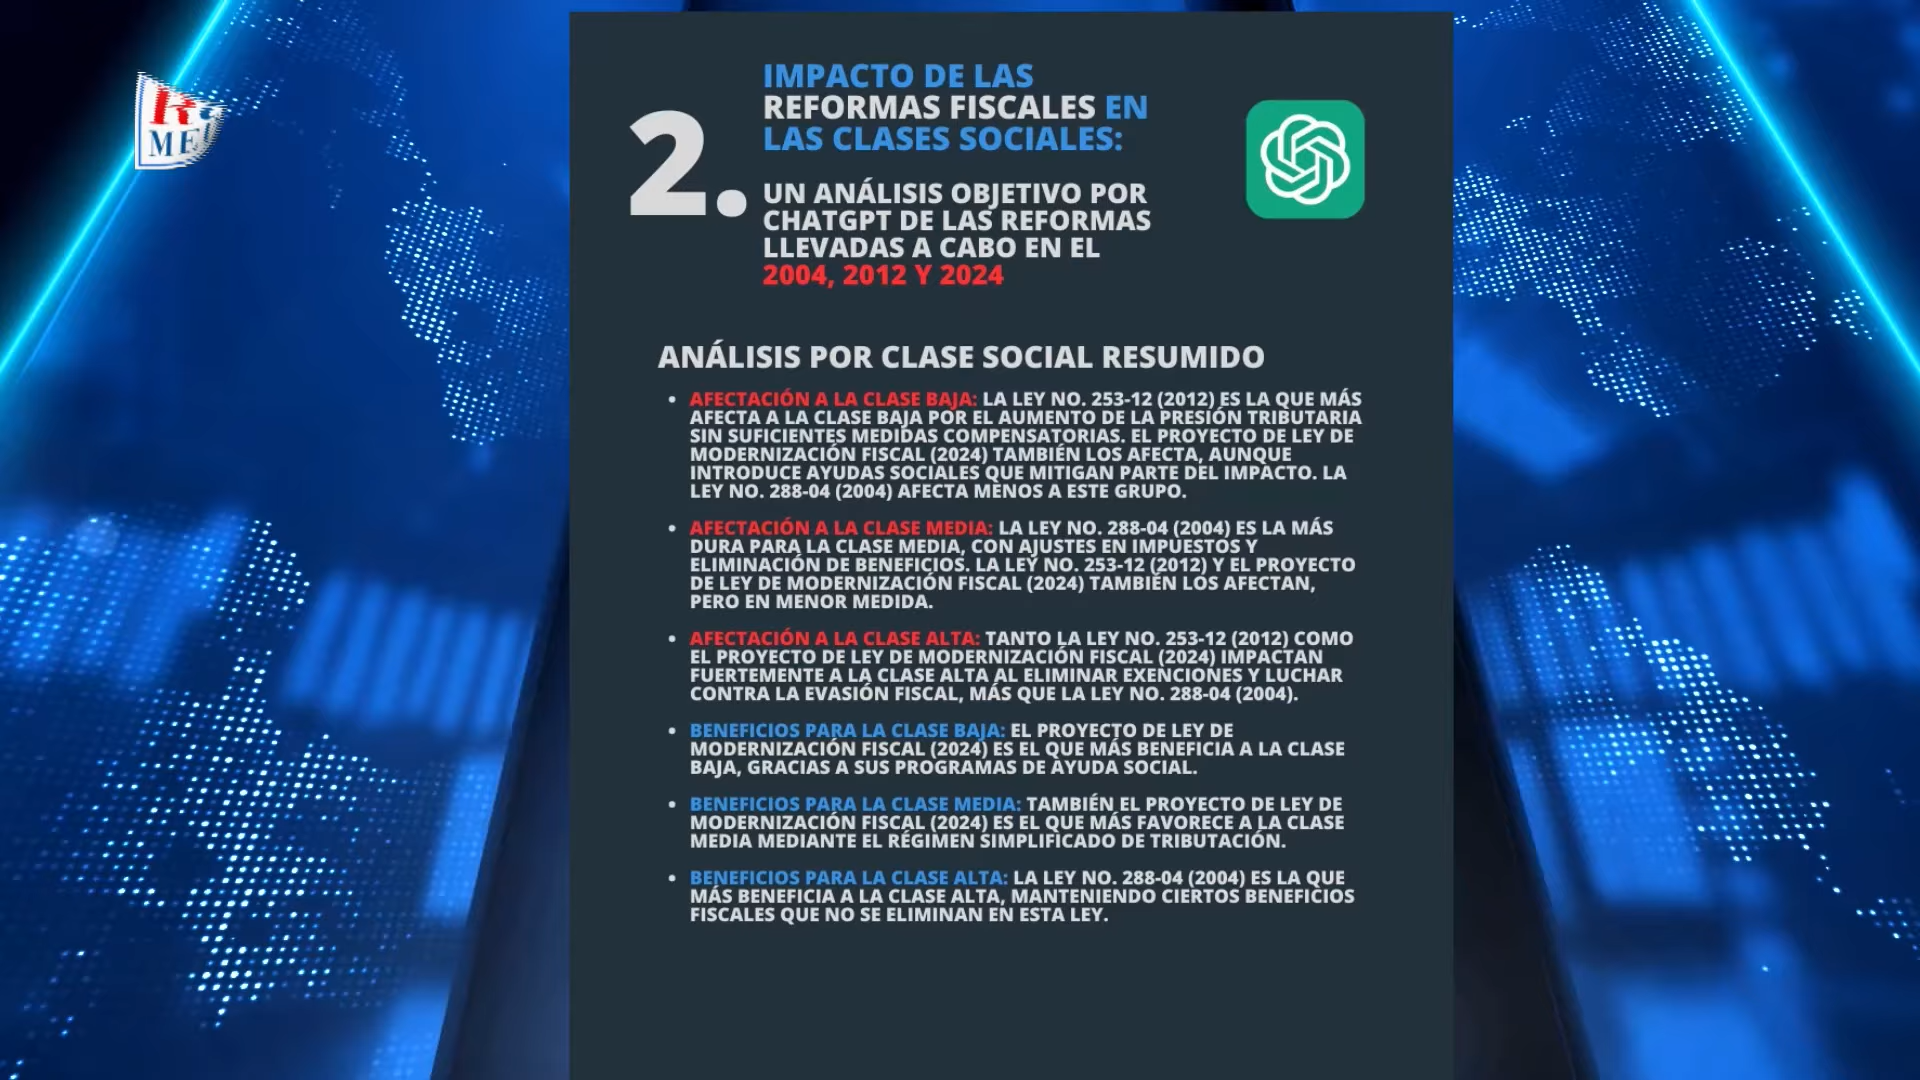 R
ME
2.
IMPACTO DE LAS
REFORMAS FISCALES EN
LAS CLASES SOCIALES:
UN ANÁLISIS OBJETIVO POR
CHATGPT DE LAS REFORMAS
LLEVADAS A CABO EN EL
2004, 2012 Y 2024
ANÁLISIS POR CLASE SOCIAL RESUMIDO
• AFECTACIÓN A LA CLASE BAJA: LA LEY NO. 253-12 (2012) ES LA QUE MÁS
AFECTA A LA CLASE BAJA POR EL AUMENTO DE LA PRESIÓN TRIBUTARIA
SIN SUFICIENTES MEDIDAS COMPENSATORIAS. EL PROYECTO DE LEY DE
MODERNIZACIÓN FISCAL (2024) TAMBIÉN LOS AFECTA, AUNQUE
INTRODUCE AYUDAS SOCIALES QUE MITIGAN PARTE DEL IMPACTO. LA
LEY NO. 288-04 (2004) AFECTA MENOS A ESTE GRUPO.
• AFECTACIÓN A LA CLASE MEDIA: LA LEY NO. 288-04 (2004) ES LA MÁS
DURA PARA LA CLASE MEDIA, CON AJUSTES EN IMPUESTOS Y
ELIMINACIÓN DE BENEFICIOS. LA LEY NO. 253-12 (2012) Y EL PROYECTO
DE LEY DE MODERNIZACIÓN FISCAL (2024) TAMBIÉN LOS AFECTAN,
PERO EN MENOR MEDIDA.
• AFECTACIÓN A LA CLASE ALTA: TANTO LA LEY NO. 253-12 (2012) COMO
EL PROYECTO DE LEY DE MODERNIZACIÓN FISCAL (2024) IMPACTAN
FUERTEMENTE A LA CLASE ALTA AL ELIMINAR EXENCIONES Y LUCHAR
CONTRA LA EVASIÓN FISCAL, MÁS QUE LA LEY NO. 288-04 (2004).
• BENEFICIOS PARA LA CLASE BAJA: EL PROYECTO DE LEY DE
MODERNIZACIÓN FISCAL (2024) ES EL QUE MÁS BENEFICIA A LA CLASE
BAJA, GRACIAS A SUS PROGRAMAS DE AYUDA SOCIAL.
• BENEFICIOS PARA LA CLASE MEDIA: TAMBIÉN EL PROYECTO DE LEY DE
MODERNIZACIÓN FISCAL (2024) ES EL QUE MÁS FAVORECE A LA CLASE
MEDIA MEDIANTE EL RÉGIMEN SIMPLIFICADO DE TRIBUTACIÓN.
• BENEFICIOS PARA LA CLASE ALTA: LA LEY NO. 288-04 (2004) ES LA QUE
MÁS BENEFICIA A LA CLASE ALTA, MANTENIENDO CIERTOS BENEFICIOS
FISCALES QUE NO SE ELIMINAN EN ESTA LEY.